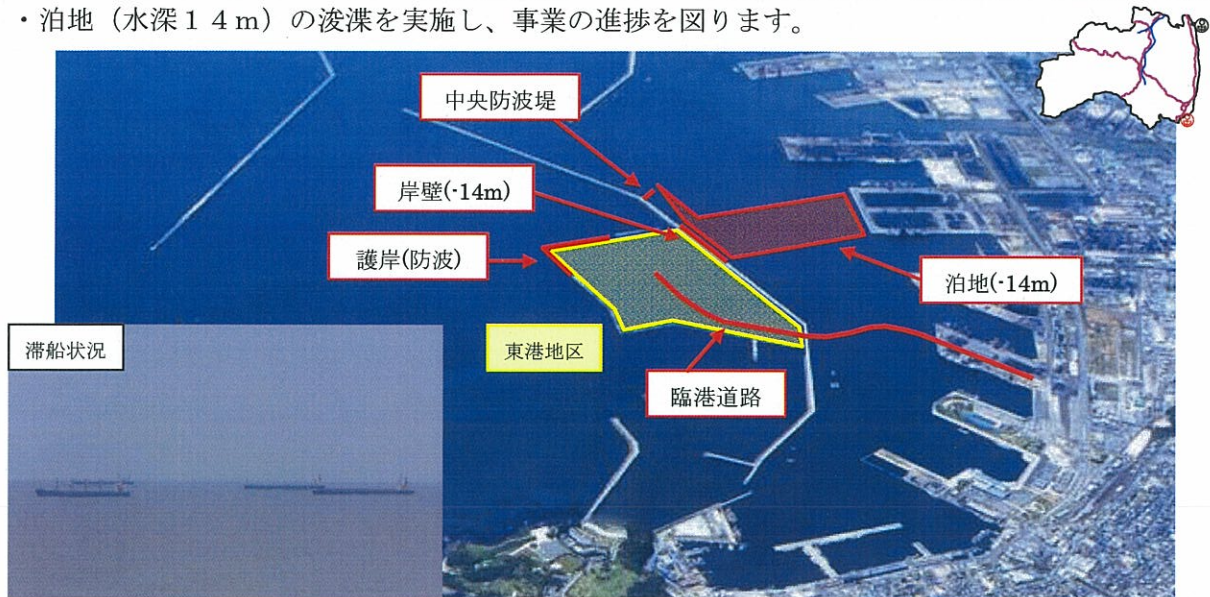 ・泊地（水深１４ｍ）の浚渫を実施し、事業の進捗を図ります。
中央防波堤
岸壁(-14m)
護岸(防波)
泊地(-14m)
滞船状況
東港地区
臨港道路